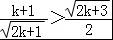 k+1/√(2k+1) > √(2k+3)/2